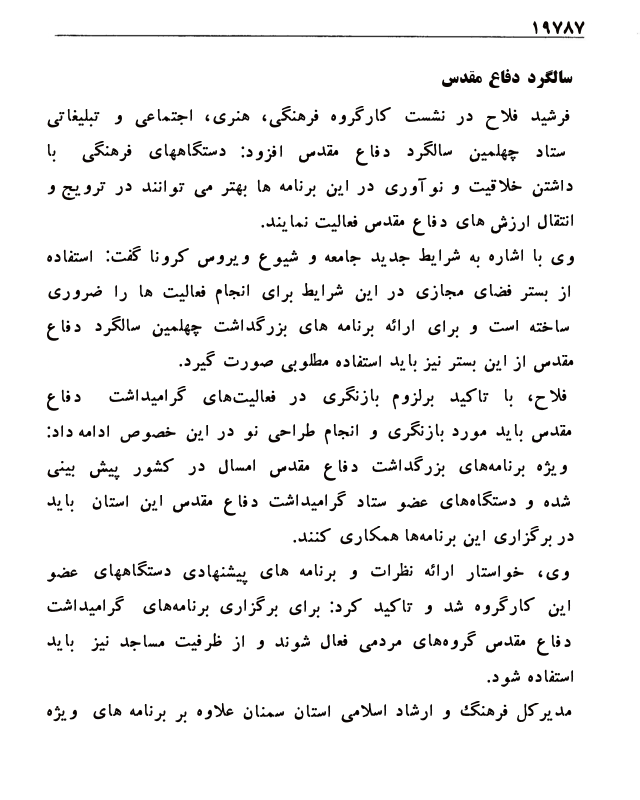 ۱۹۷۸۷
سالگرد دفاع مقدس
فرشید فلاح در نشست کارگروه فرهنگی، هنری، اجتماعی و تبلیغاتی
ستاد چهلمین سالگرد دفاع مقدس افزود: دستگاههای فرهنگی با
داشتن خلاقیت و نوآوری در این برنامه ها بهتر می توانند در ترویج و
انتقال ارزش های دفاع مقدس فعالیت نمایند.
وی با اشاره به شرایط جدید جامعه و شیوع ویروس کرونا گفت: استفاده
از بستر فضای مجازی در این شرایط برای انجام فعالیت ها را ضروری
ساخته است و برای ارائه برنامه های بزرگداشت چهلمین سالگرد دفاع
مقدس از این بستر نیز باید استفاده مطلوبی صورت گیرد.
فلاح، با تاکید برلزوم بازنگری در فعالیت‌های گرامیداشت دفاع
مقدس باید مورد بازنگری و انجام طراحی نو در این خصوص ادامه داد:
ویژه برنامه‌های بزرگداشت دفاع مقدس امسال در کشور پیش بینی
شده و دستگاه‌های عضو ستاد گرامیداشت دفاع مقدس این استان باید
در برگزاری این برنامه‌ها همکاری کنند.
وی، خواستار ارائه نظرات و برنامه های پیشنهادی دستگاههای عضو
این کارگروه شد و تاکید کرد: برای برگزاری برنامه‌های گرامیداشت
دفاع مقدس گروه‌های مردمی فعال شوند و از ظرفیت مساجد نیز باید
استفاده شود.
مدیرکل فرهنگ و ارشاد اسلامی استان سمنان علاوه بر برنامه های ویژه